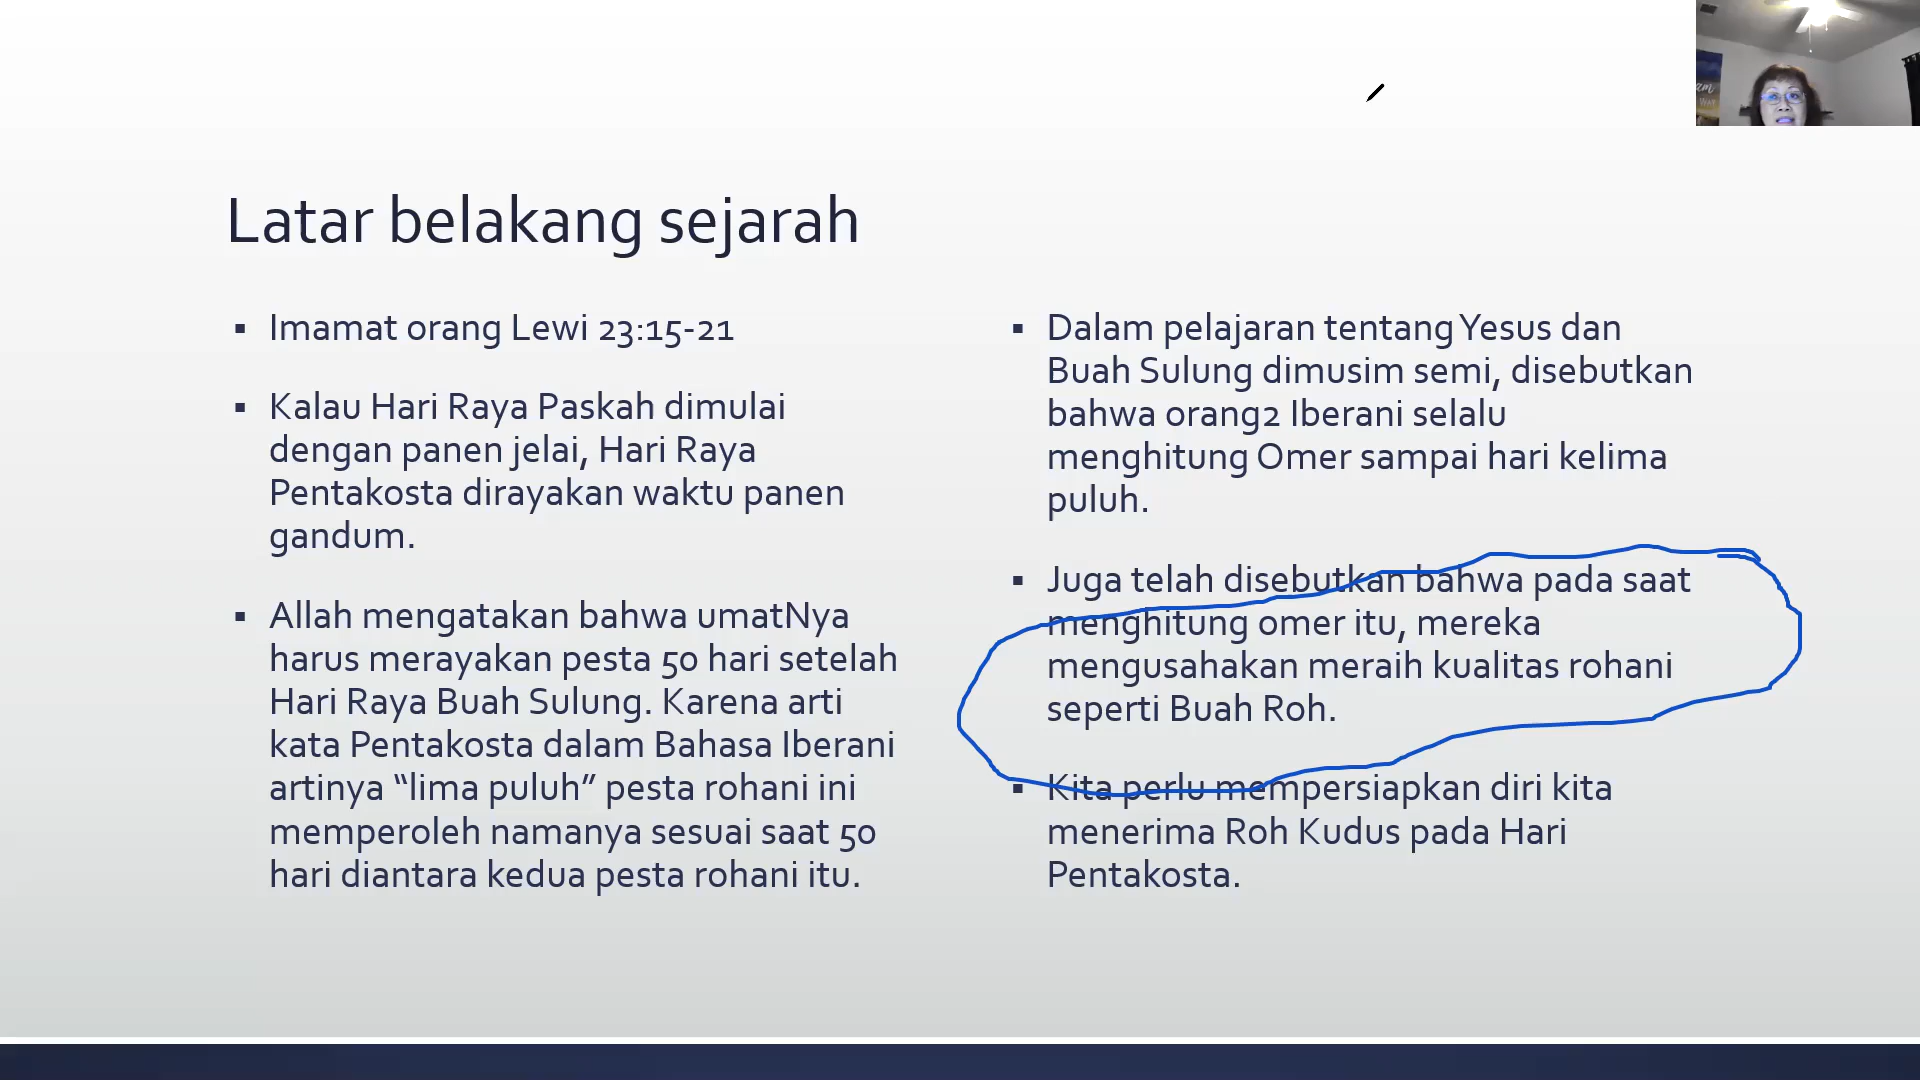 Latar belakang sejarah
▪ Imamat orang Lewi 23:15-21
▪ Kalau Hari Raya Paskah dimulai
dengan panen jelai, Hari Raya
Pentakosta dirayakan waktu panen
gandum.
▪ Allah mengatakan bahwa umatNya
harus merayakan pesta 50 hari setelah
Hari Raya Buah Sulung. Karena arti
kata Pentakosta dalam Bahasa Iberani
artinya “lima puluh” pesta rohani ini
memperoleh namanya sesuai saat 50
hari diantara kedua pesta rohani itu.
▪ Dalam pelajaran tentang Yesus dan
Buah Sulung dimusim semi, disebutkan
bahwa orang2 Iberani selalu
menghitung Omer sampai hari kelima
puluh.
▪ Juga telah disebutkan bahwa pada saat
menghitung omer itu, mereka
mengusahakan meraih kualitas rohani
seperti Buah Roh.
▪ Kita perlu mempersiapkan diri kita
menerima Roh Kudus pada Hari
Pentakosta.